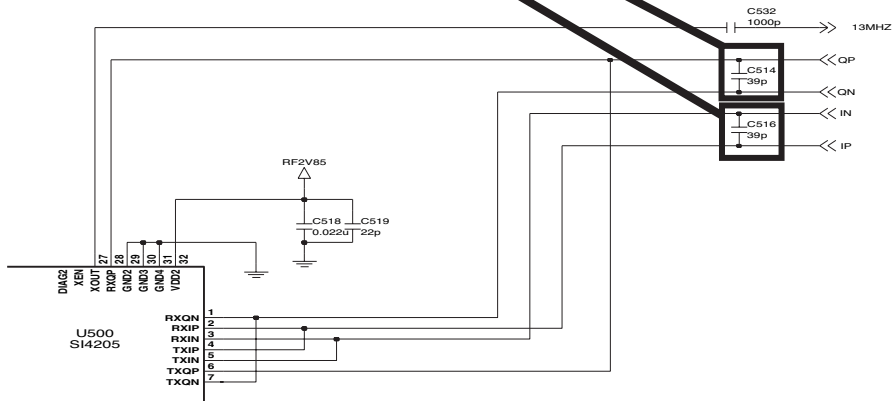 C532
1000p
13MHZ
QP
C514
39p
QN
IN
C516
39p
IP
RF2V85
C518
0.022u
C519
22p
DIAG2
XEN
XOUT
27
RXQP
28
GND2
29
GND3
30
GND4
31
VDD2
32
U500
SI4205
RXQN 1
RXIP 2
RXIN 3
TXIP 4
TXIN 5
TXQP 6
TXQN 7